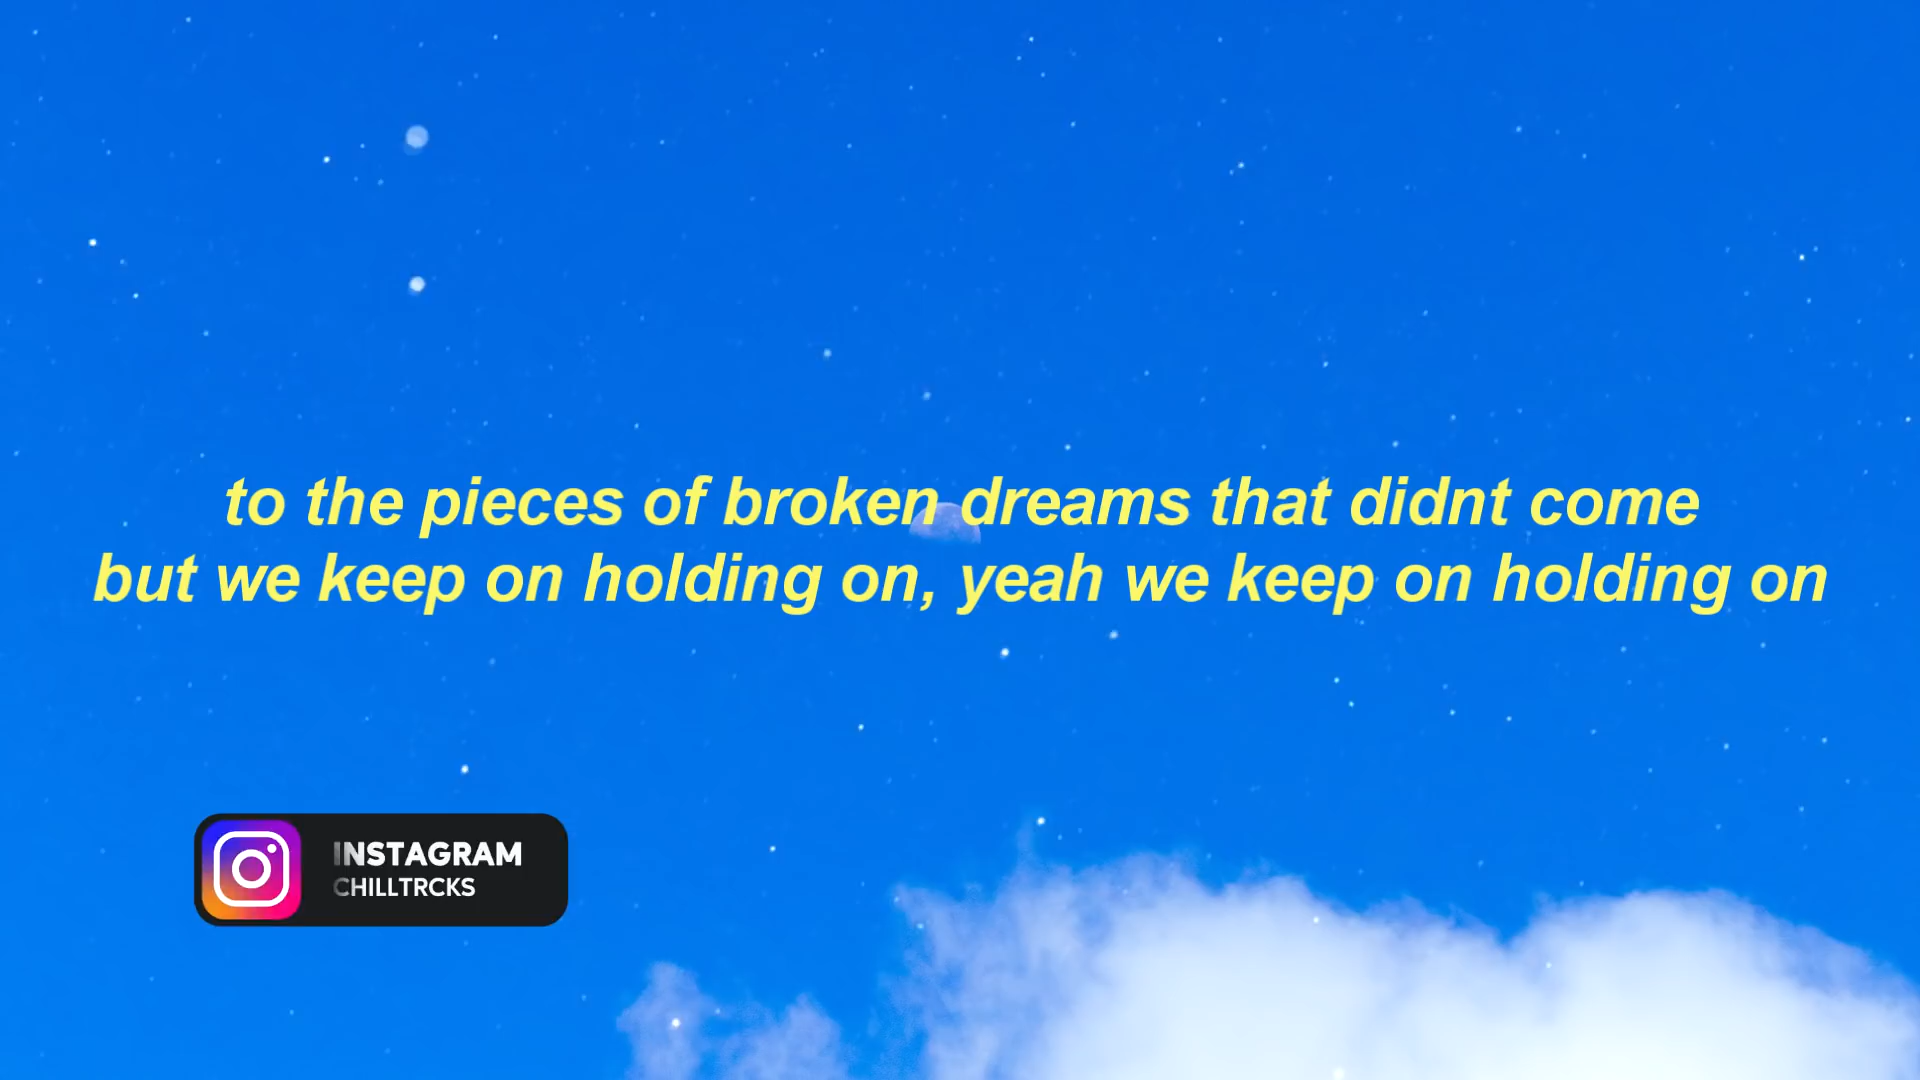 to the pieces of broken dreams that didnt come
but we keep on holding on, yeah we keep on holding on
INSTAGRAM
CHILLTRCKS